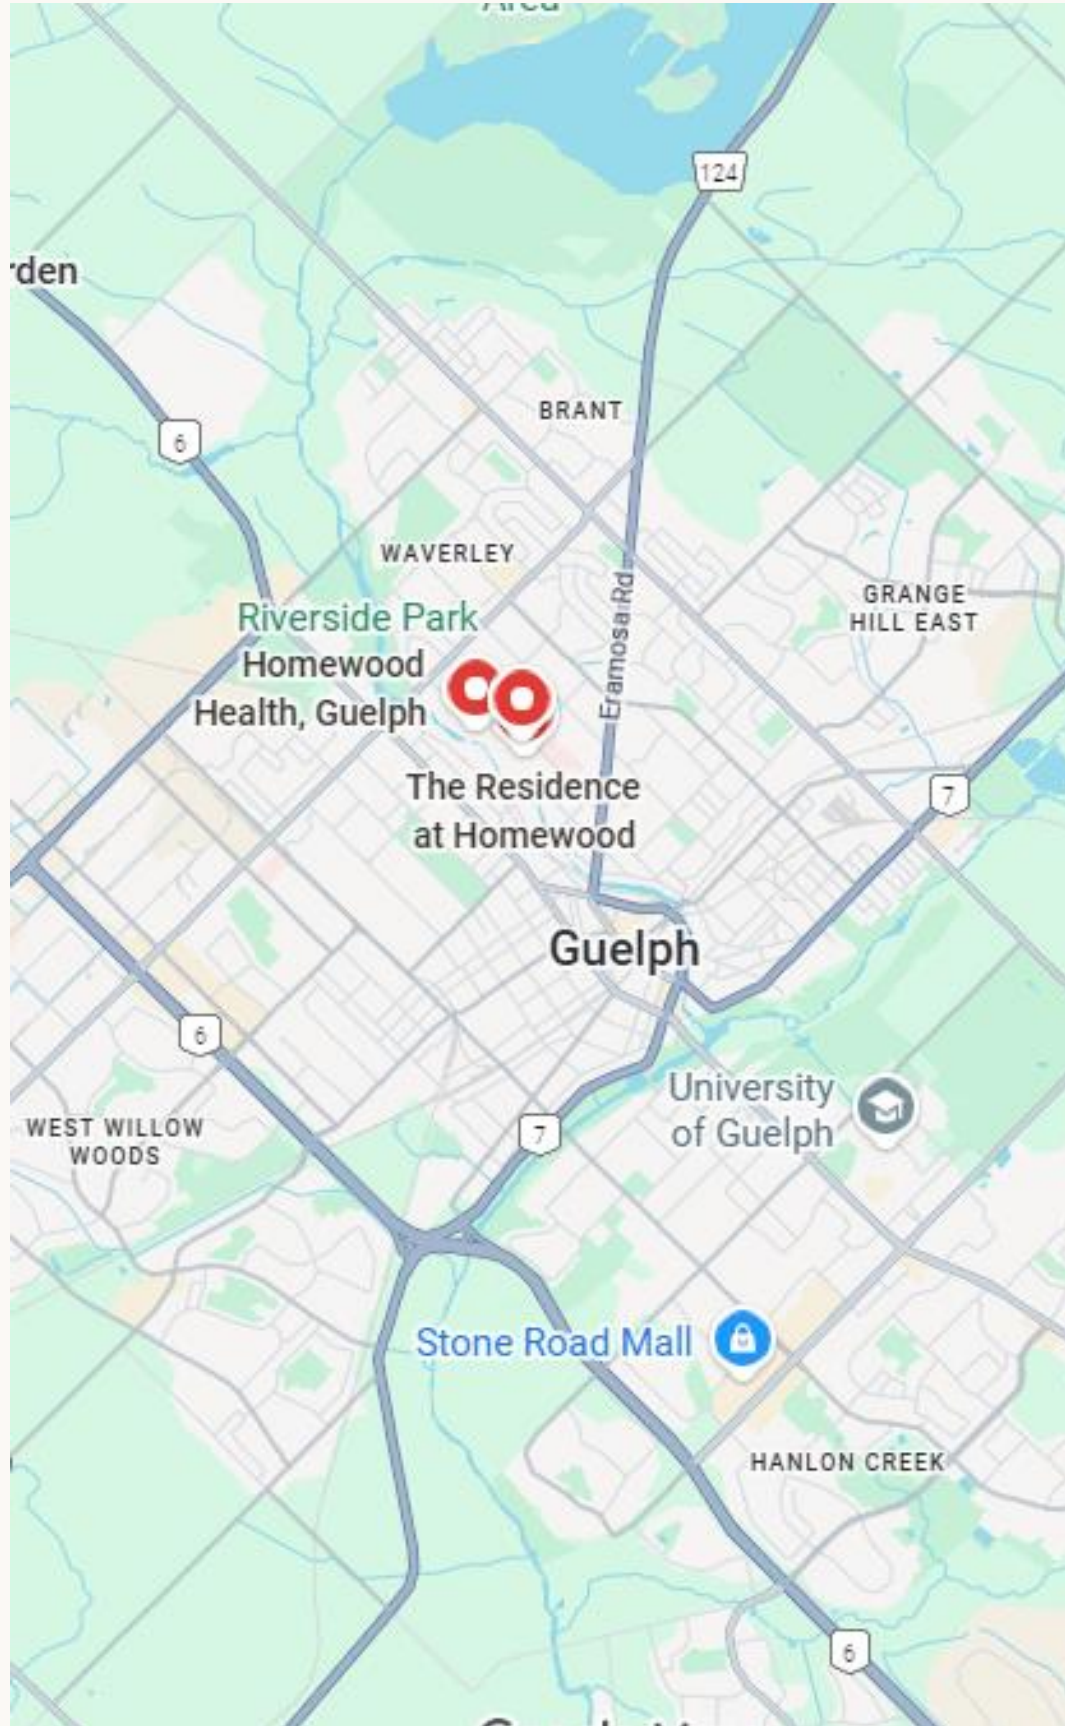 Area
124
rden
BRANT
6
WAVERLEY
GRANGE
HILL EAST
Eramosa Rd
Riverside Park
Homewood
Health, Guelph
The Residence
at Homewood
7
Guelph
6
University
of Guelph
WEST WILLOW
WOODS
7
Stone Road Mall
HANLON CREEK
6